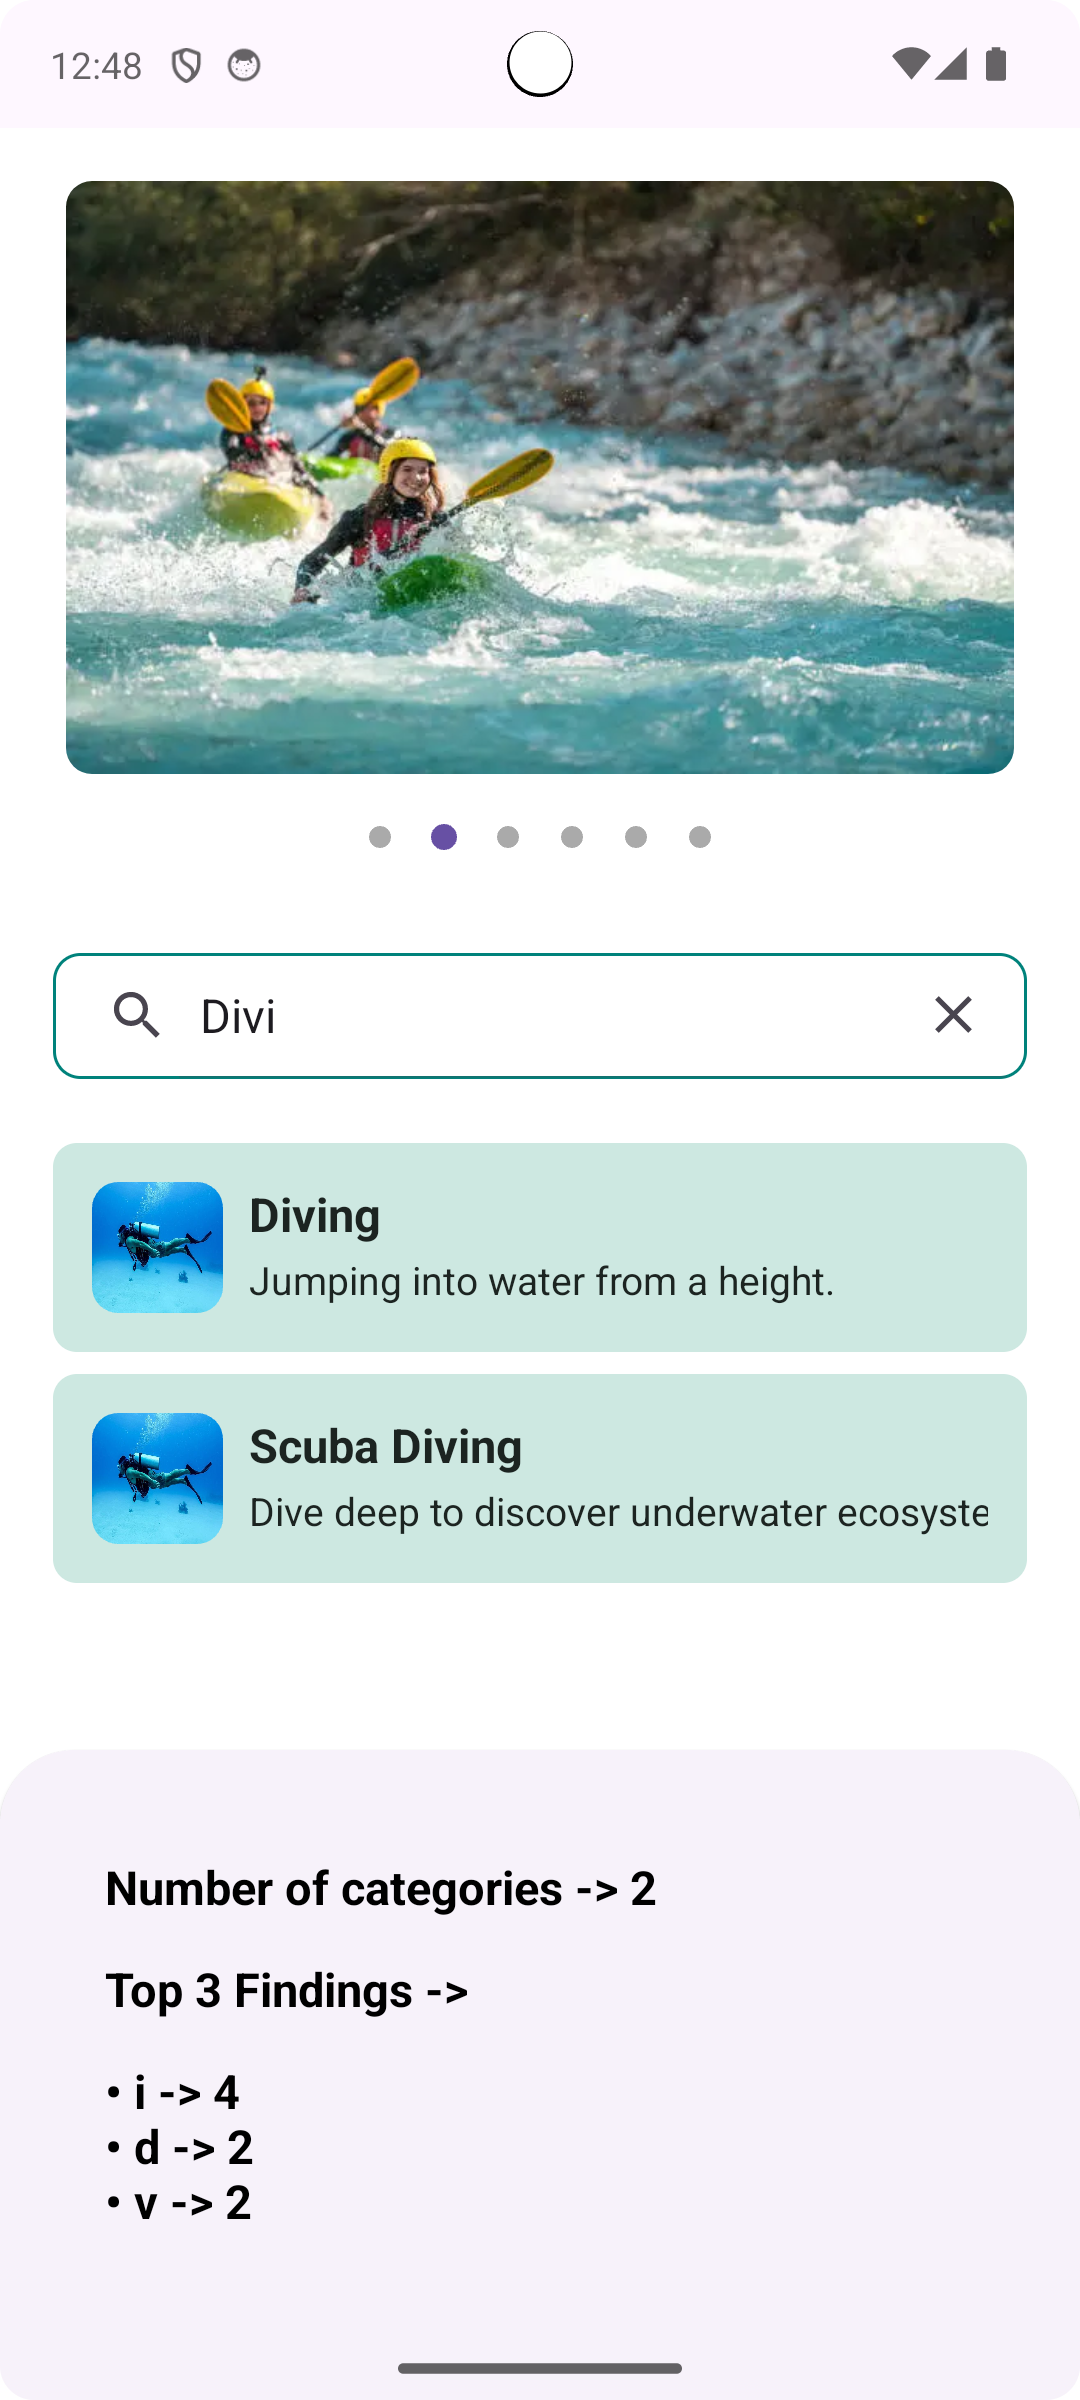 12:48
Divi
Diving
Jumping into water from a height.
Scuba Diving
Dive deep to discover underwater ecosyste
Number of categories -> 2
Top 3 Findings ->
• i -> 4
• d -> 2
• v -> 2